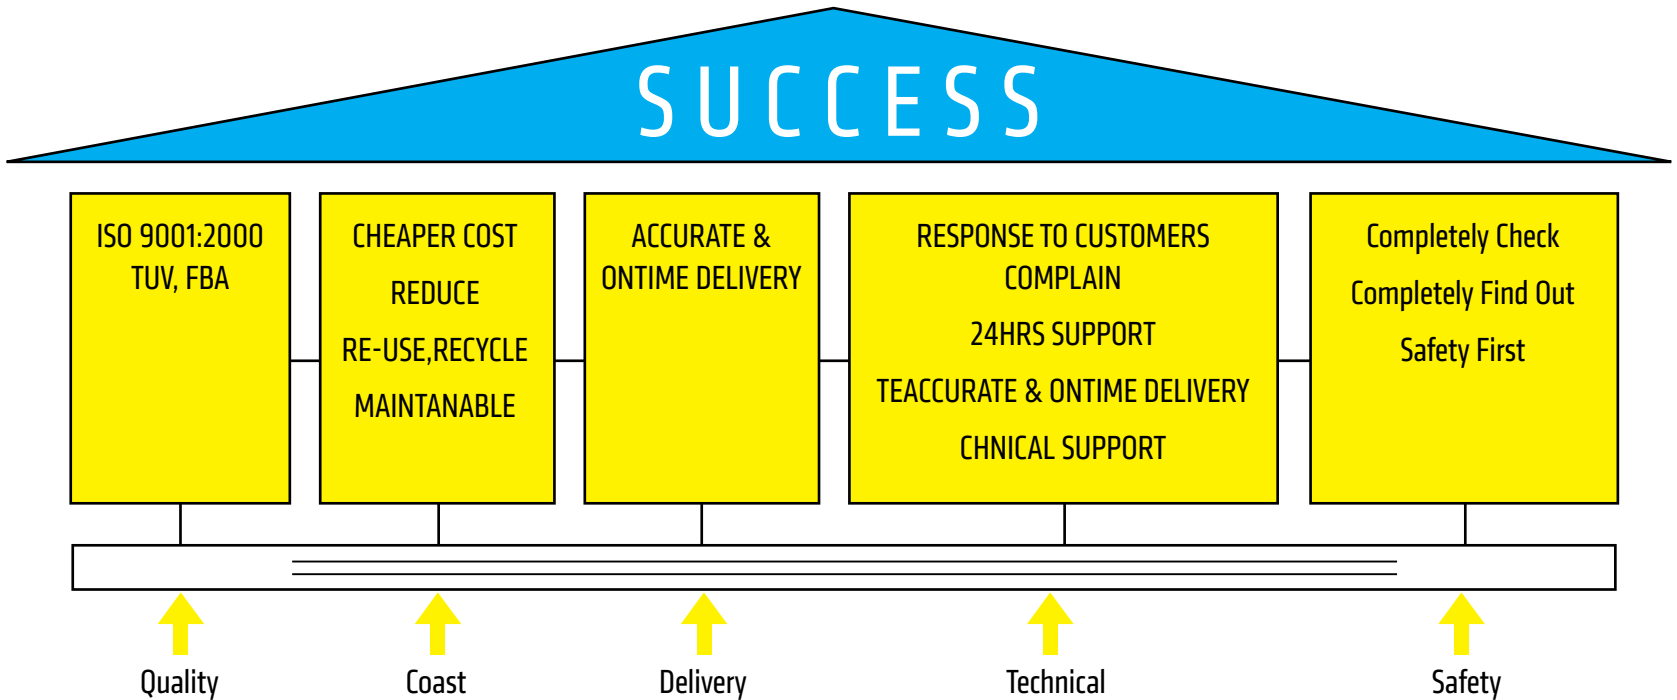 SUCCESS
ISO 9001:2000
TUV, FBA
CHEAPER COST
REDUCE
RE-USE,RECYCLE
MAINTANABLE
ACCURATE &
ONTIME DELIVERY
RESPONSE TO CUSTOMERS
COMPLAIN
24HRS SUPPORT
TEACCURATE & ONTIME DELIVERY
CHNICAL SUPPORT
Completely Check
Completely Find Out
Safety First
Quality
Coast
Delivery
Technical
Safety